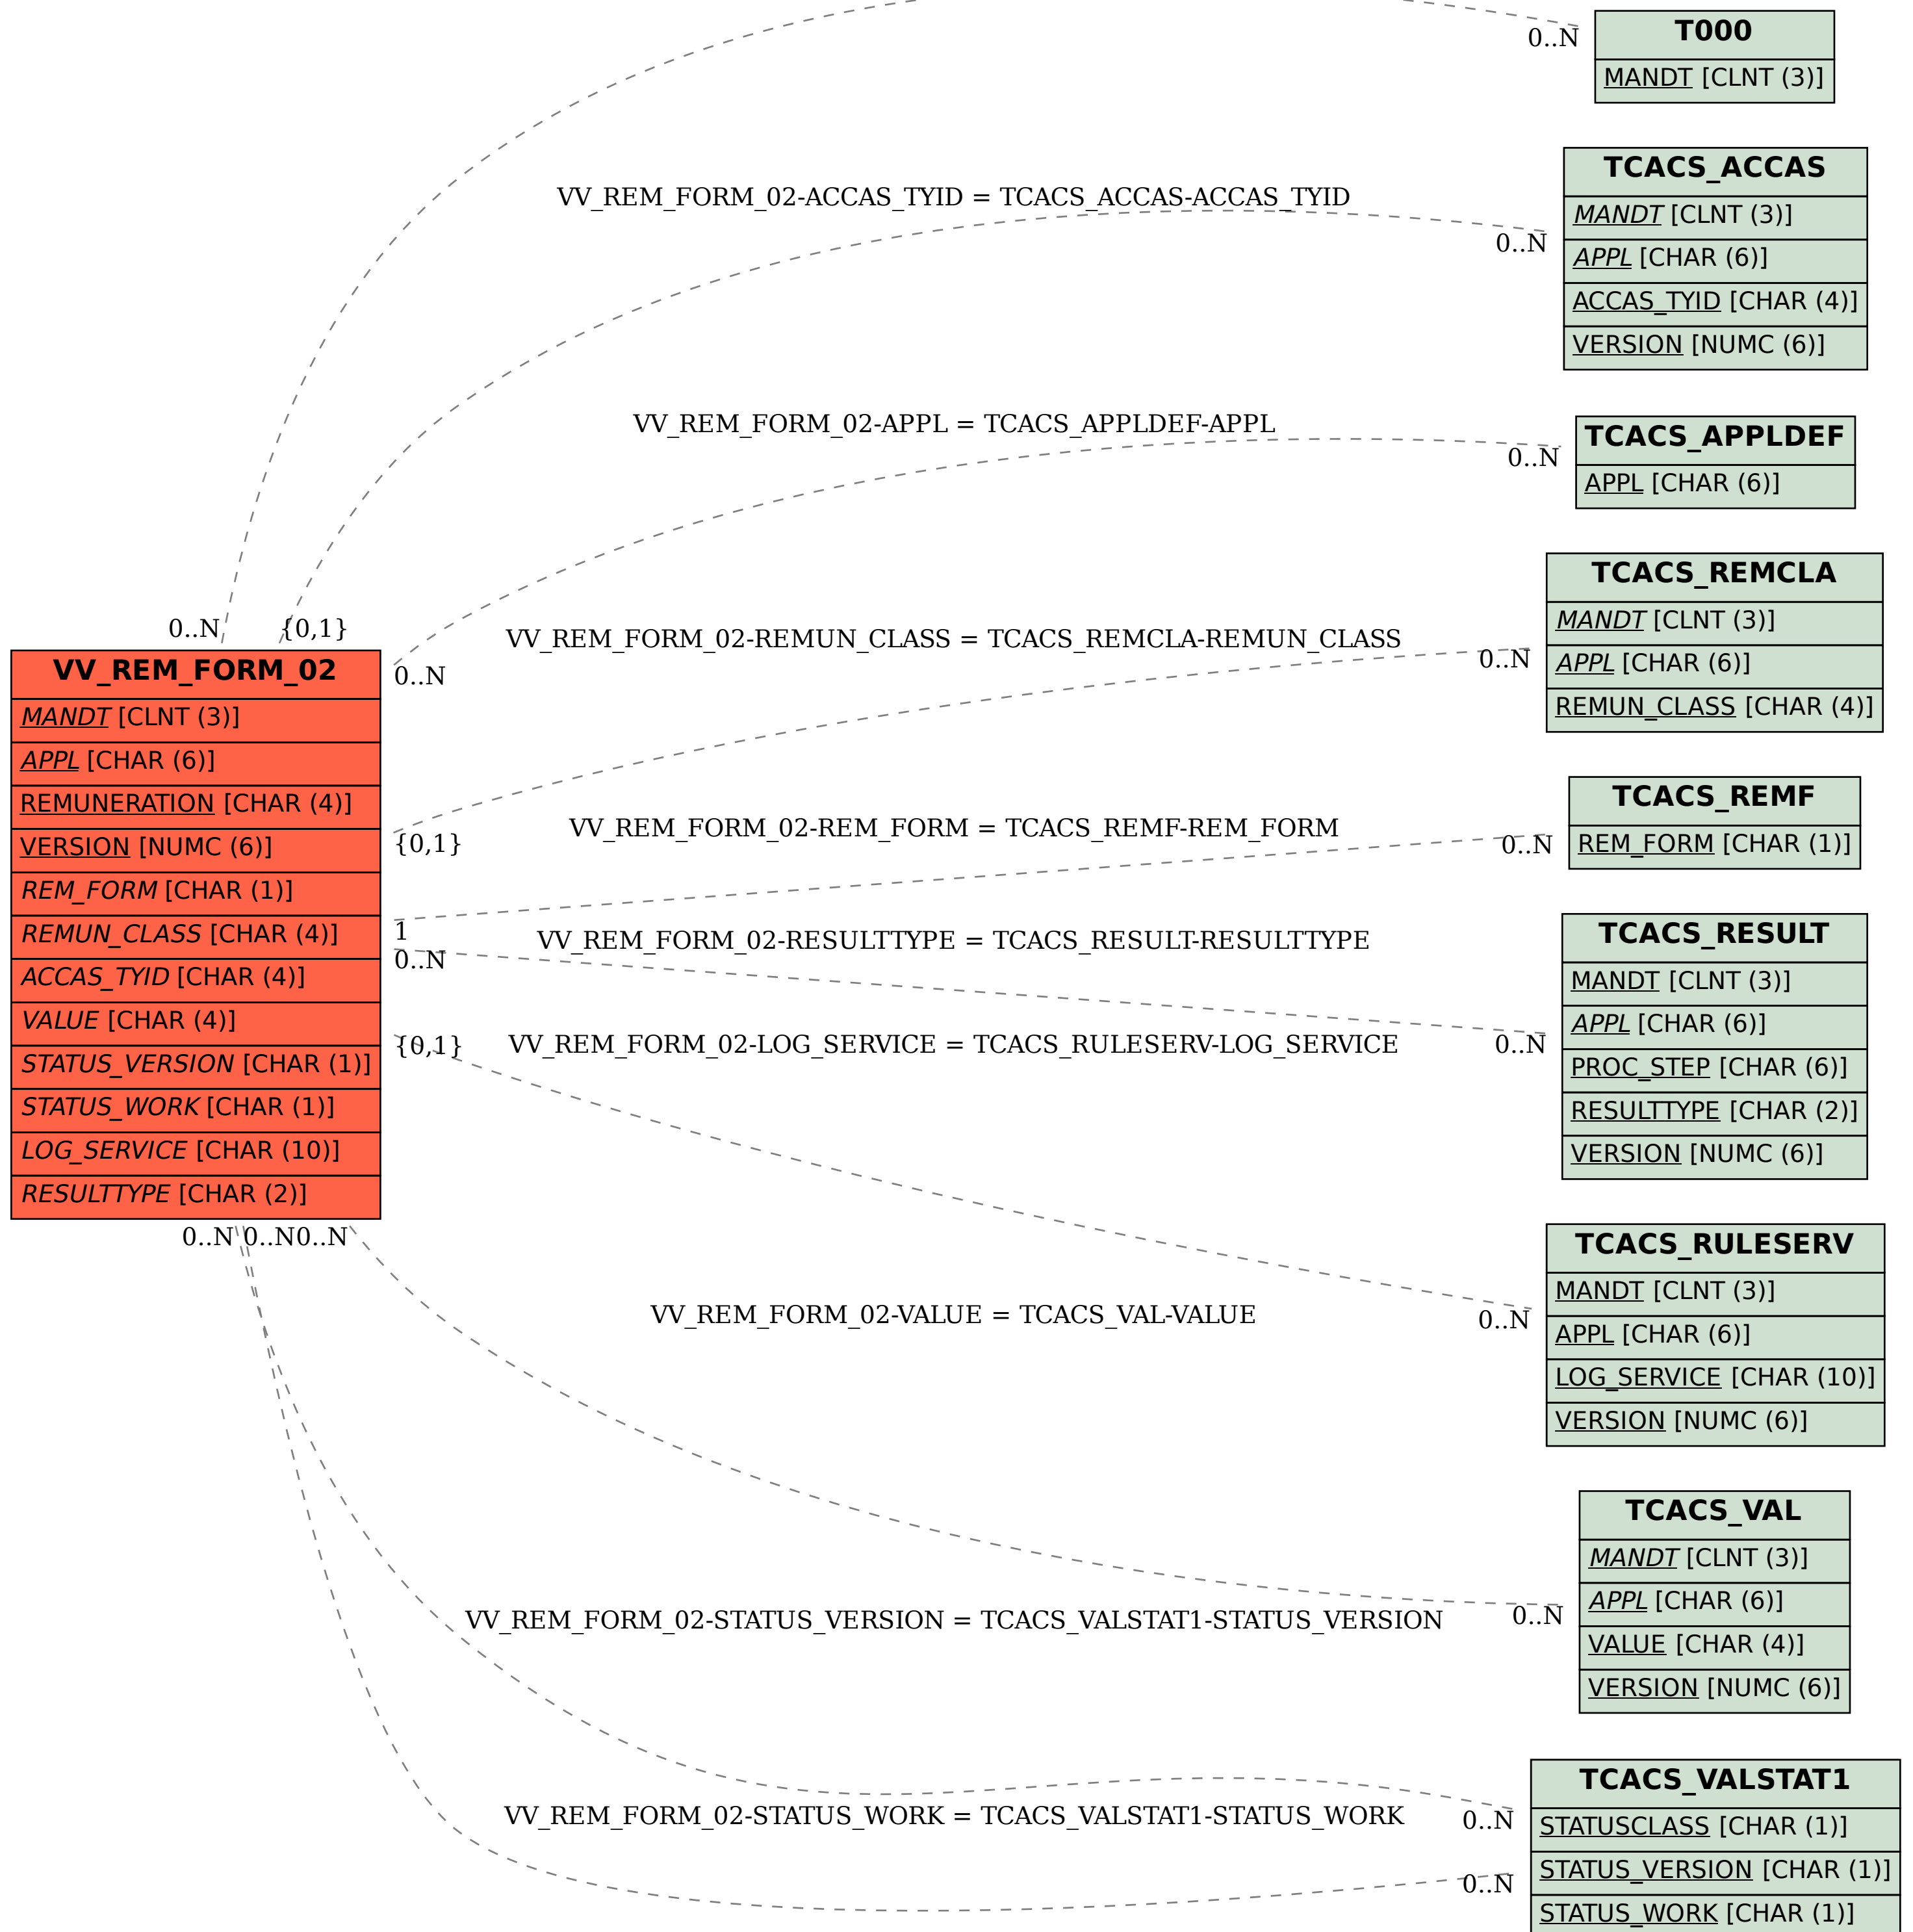 0..N
T000
MANDT [CLNT (3)]
TCACS_ACCAS
MANDT [CLNT (3)]
APPL [CHAR (6)]
ACCAS_TYID [CHAR (4)]
VERSION [NUMC (6)]
VV_REM_FORM_02-ACCAS_TYID = TCACS_ACCAS-ACCAS_TYID
0..N
VV_REM_FORM_02-APPL = TCACS_APPLDEF-APPL
0..N
TCACS_APPLDEF
APPL [CHAR (6)]
TCACS_REMCLA
MANDT [CLNT (3)]
APPL [CHAR (6)]
REMUN_CLASS [CHAR (4)]
0..N
{0,1}
VV_REM_FORM_02-REMUN_CLASS = TCACS_REMCLA-REMUN_CLASS
0..N
0..N
VV_REM_FORM_02
MANDT [CLNT (3)]
APPL [CHAR (6)]
REMUNERATION [CHAR (4)]
VERSION [NUMC (6)]
REM_FORM [CHAR (1)]
REMUN_CLASS [CHAR (4)]
ACCAS_TYID [CHAR (4)]
VALUE [CHAR (4)]
STATUS_VERSION [CHAR (1)]
STATUS_WORK [CHAR (1)]
LOG_SERVICE [CHAR (10)]
RESULTTYPE [CHAR (2)]
{0,1}
VV_REM_FORM_02-REM_FORM = TCACS_REMF-REM_FORM
0..N
TCACS_REMF
REM_FORM [CHAR (1)]
1
0..N
VV_REM_FORM_02-RESULTTYPE = TCACS_RESULT-RESULTTYPE
0..N
TCACS_RESULT
MANDT [CLNT (3)]
APPL [CHAR (6)]
PROC_STEP [CHAR (6)]
RESULTTYPE [CHAR (2)]
VERSION [NUMC (6)]
{0,1}
VV_REM_FORM_02-LOG_SERVICE = TCACS_RULESERV-LOG_SERVICE
0..N
TCACS_RULESERV
MANDT [CLNT (3)]
APPL [CHAR (6)]
LOG_SERVICE [CHAR (10)]
VERSION [NUMC (6)]
0..N
0..N
0..N
VV_REM_FORM_02-VALUE = TCACS_VAL-VALUE
0..N
TCACS_VAL
MANDT [CLNT (3)]
APPL [CHAR (6)]
VALUE [CHAR (4)]
VERSION [NUMC (6)]
VV_REM_FORM_02-STATUS_VERSION = TCACS_VALSTAT1-STATUS_VERSION
0..N
VV_REM_FORM_02-STATUS_WORK = TCACS_VALSTAT1-STATUS_WORK
0..N
TCACS_VALSTAT1
STATUSCLASS [CHAR (1)]
STATUS_VERSION [CHAR (1)]
STATUS_WORK [CHAR (1)]